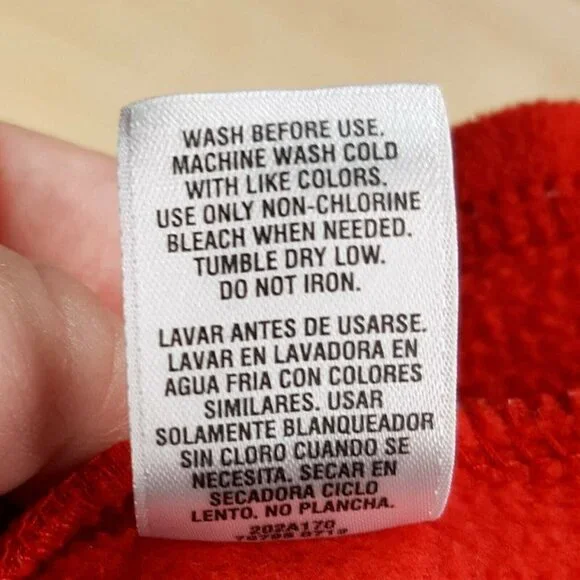 WASH BEFORE USE.
MACHINE WASH COLD
WITH LIKE COLORS.
USE ONLY NON-CHLORINE
BLEACH WHEN NEEDED.
TUMBLE DRY LOW.
DO NOT IRON.
LAVAR ANTES DE USARSE.
LAVAR EN LAVADORA EN
AGUA FRIA CON COLORES
SIMILARES. USAR
SOLAMENTE BLANQUEADOR
SIN CLORO CUANDO SE
NECESITA. SECAR EN
SECADORA CICLO
LENTO. NO PLANCHA.
202A170